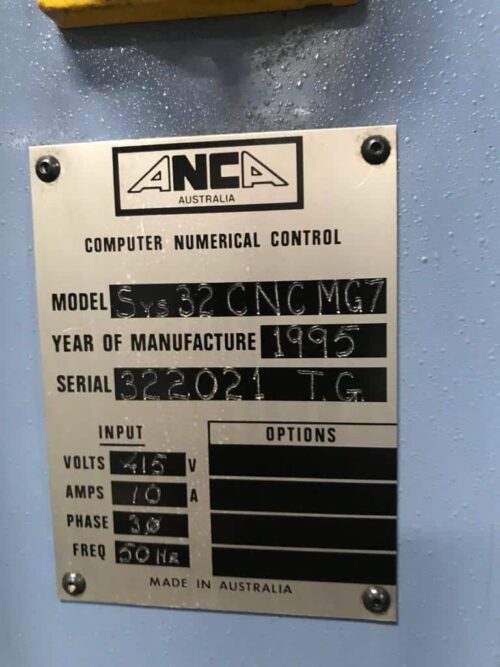 ANCA
AUSTRALIA
COMPUTER NUMERICAL CONTROL
MODEL Sys 32 CNC MG7
YEAR OF MANUFACTURE 1995
SERIAL 322021 T.G.
INPUT
OPTIONS
VOLTS 415 V
AMPS 10 A
PHASE 3Ø
FREQ 50 Hz
MADE IN AUSTRALIA